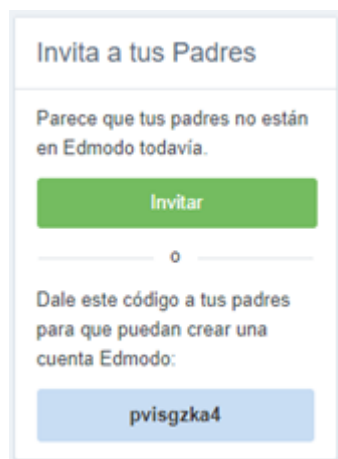 Invita a tus Padres
Parece que tus padres no están
en Edmodo todavía.
Invitar
o
Dale este código a tus padres
para que puedan crear una
cuenta Edmodo:
pvisgzka4